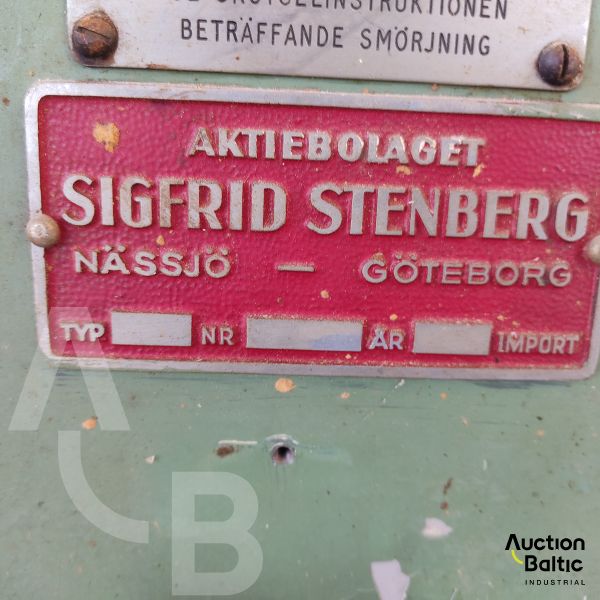 BETRÄFFANDE SMÖRJNING
AKTIEBOLAGET
SIGFRID STENBERG
NÄSSJÖ — GÖTEBORG
TYP NR ÅR IMPORT
A
B
Auction
Baltic
INDUSTRIAL